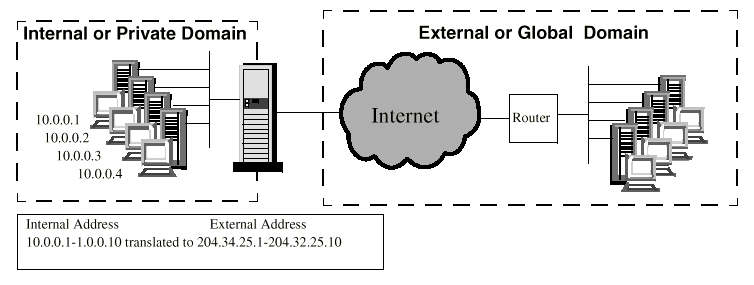 Internal or Private Domain
External or Global Domain
10.0.0.1
10.0.0.2
10.0.0.3
10.0.0.4
Internet
Router
Internal Address External Address
10.0.0.1-1.0.0.10 translated to 204.34.25.1-204.32.25.10